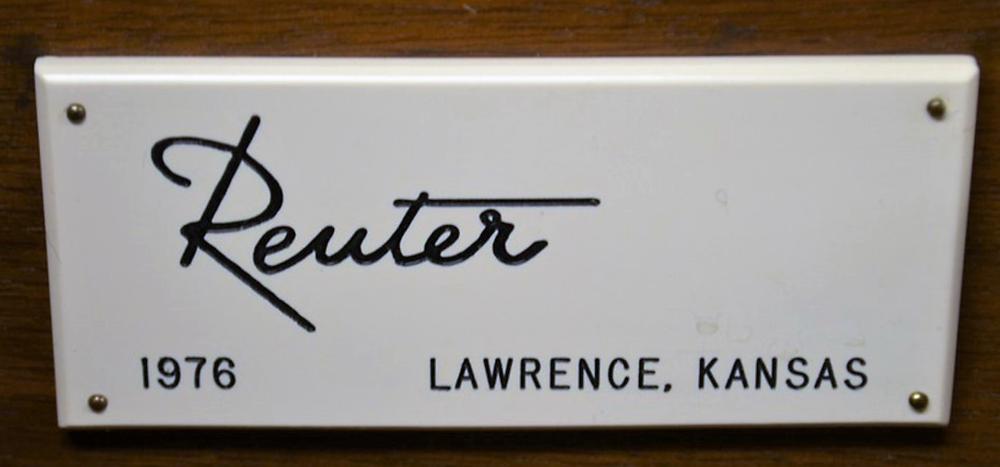 Reuter
1976 LAWRENCE, KANSAS